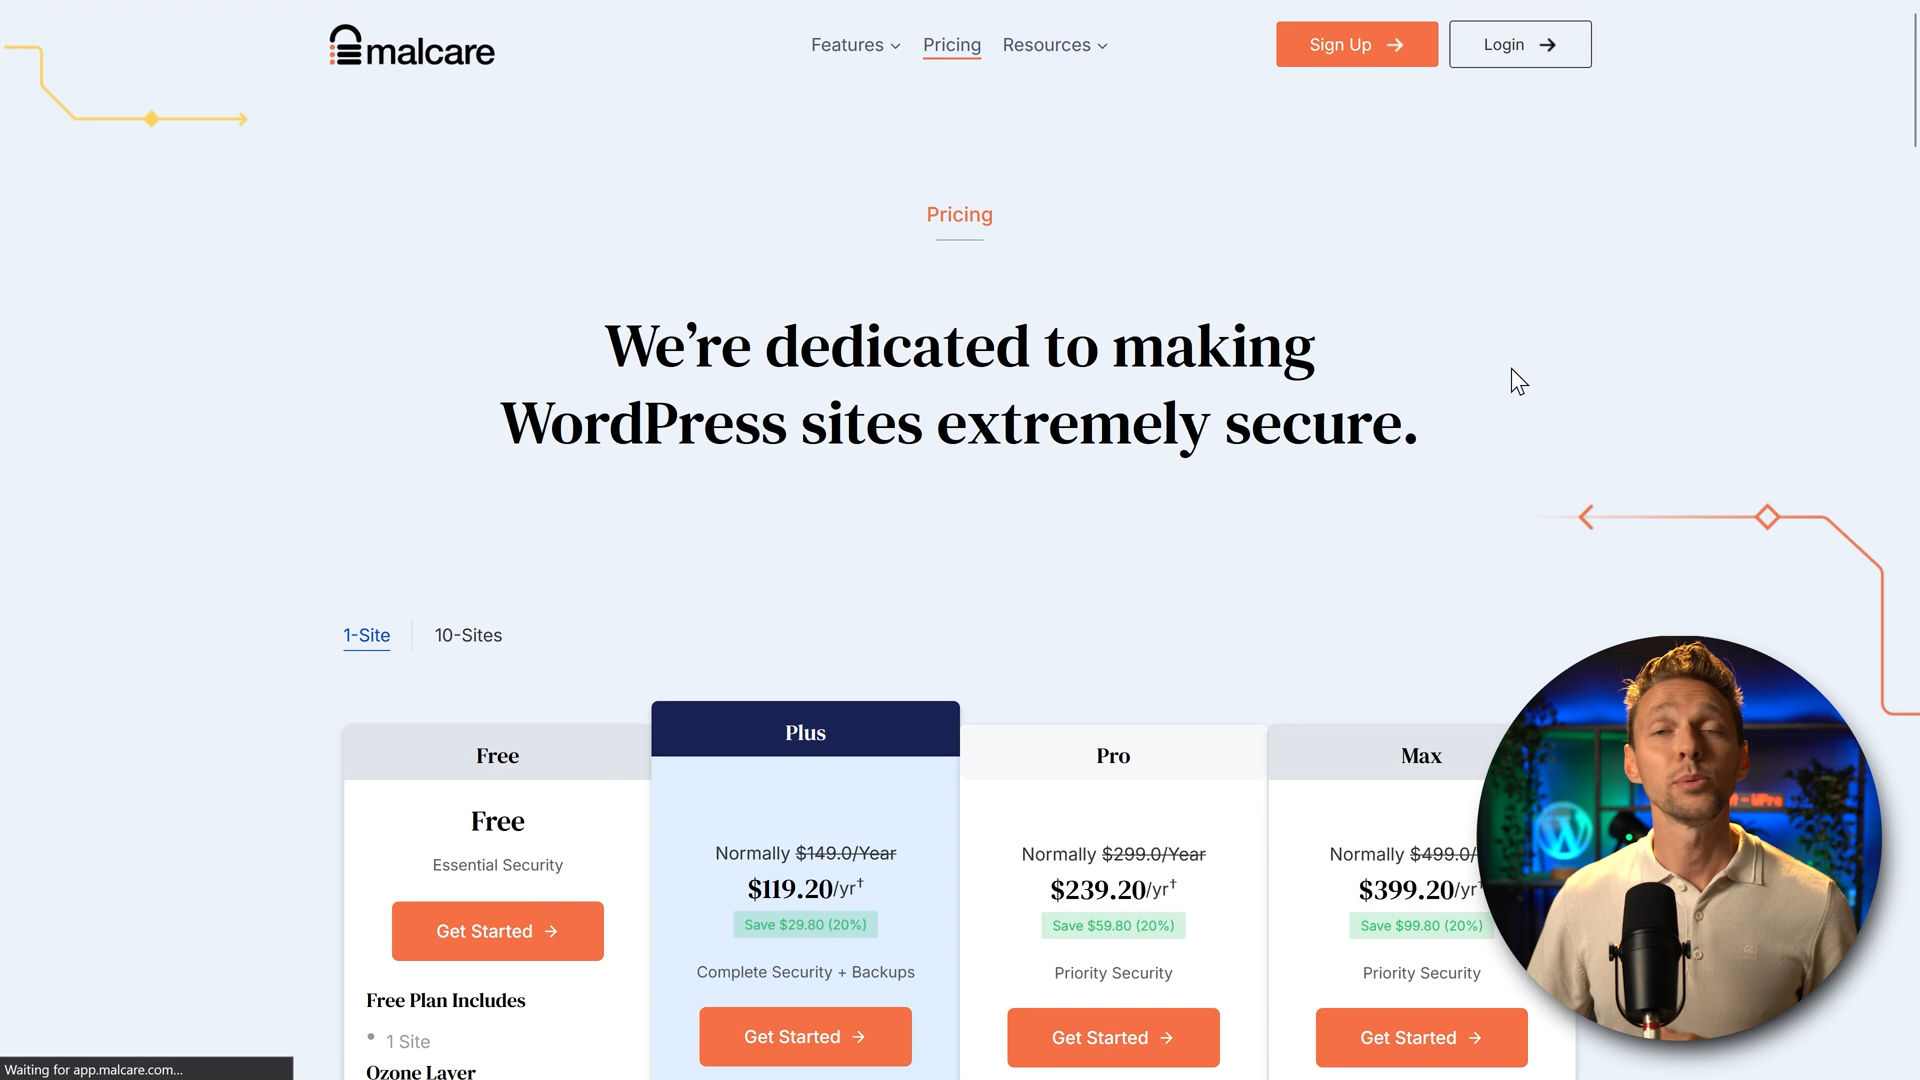 malcare
Features
Pricing
Resources
Sign Up
Login
Pricing
We're dedicated to making
WordPress sites extremely secure.
1-Site
10-Sites
Free
Plus
Pro
Max
Free
Essential Security
Get Started
Free Plan Includes
1 Site
Ozone Layer
Normally $149.0/Year
$119.20/yr†
Save $29.80 (20%)
Complete Security + Backups
Get Started
Normally $299.0/Year
$239.20/yr†
Save $59.80 (20%)
Priority Security
Get Started
Normally $499.0/
$399.20/yr†
Save $99.80 (20%)
Priority Security
Get Started
Waiting for app.malcare.com...